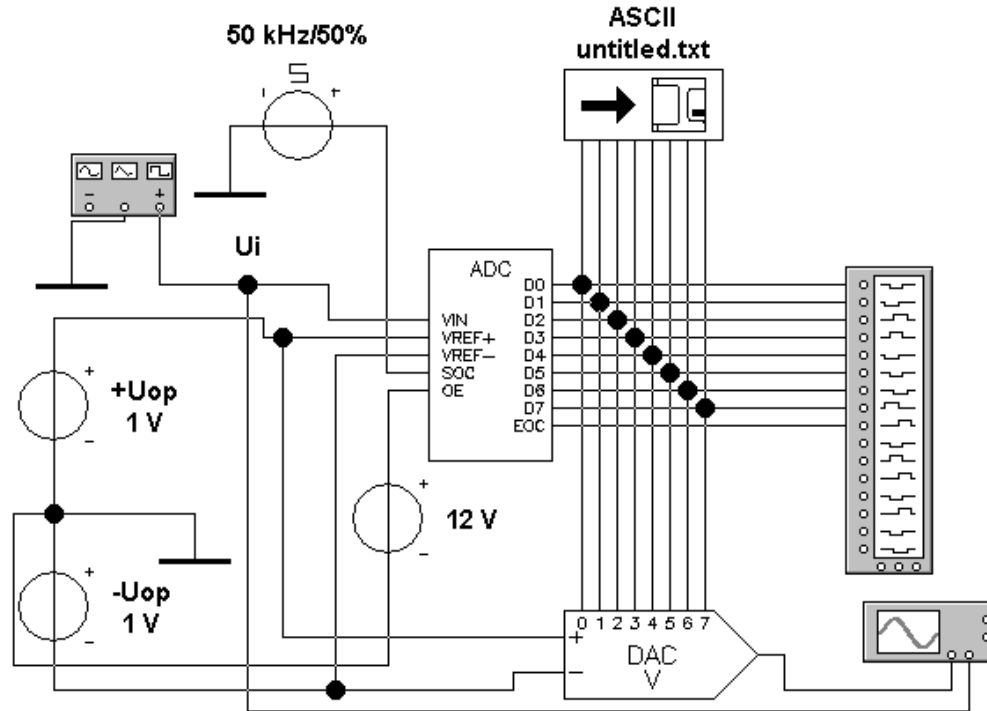 ASCII
untitled.txt
50 kHz/50%
− +
Ui
ADC
VIN
VREF+
VREF−
SOC
OE
D0
D1
D2
D3
D4
D5
D6
D7
EOC
+
+Uop
1 V
−
+
12 V
−
+
-Uop
1 V
−
0 1 2 3 4 5 6 7
+
DAC
−
V